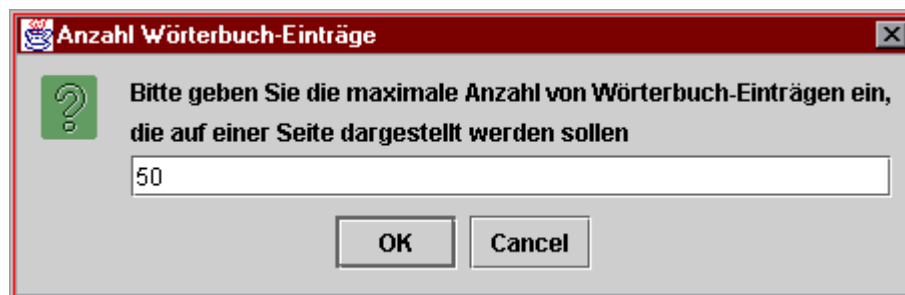 Anzahl Wörterbuch-Einträge
Bitte geben Sie die maximale Anzahl von Wörterbuch-Einträgen ein,
die auf einer Seite dargestellt werden sollen
50
OK Cancel